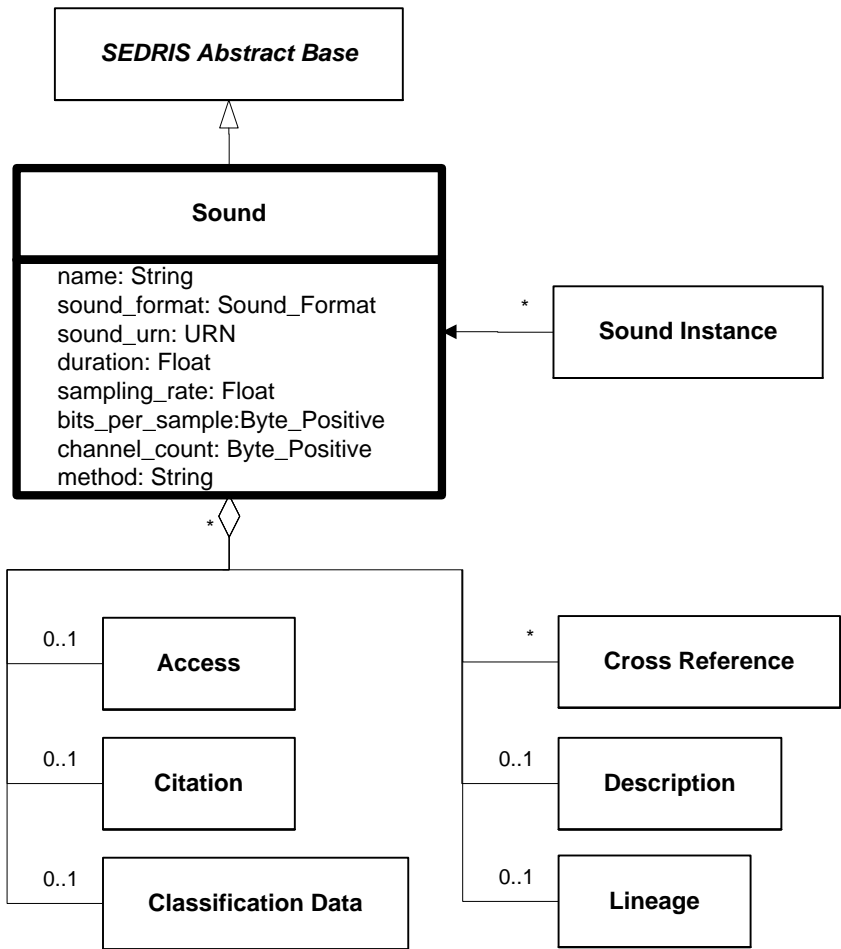 SEDRIS Abstract Base
Sound
name: String
sound_format: Sound_Format
sound_urn: URN
duration: Float
sampling_rate: Float
bits_per_sample:Byte_Positive
channel_count: Byte_Positive
method: String
*
Sound Instance
*
0..1
Access
*
Cross Reference
0..1
Citation
0..1
Description
0..1
Classification Data
0..1
Lineage